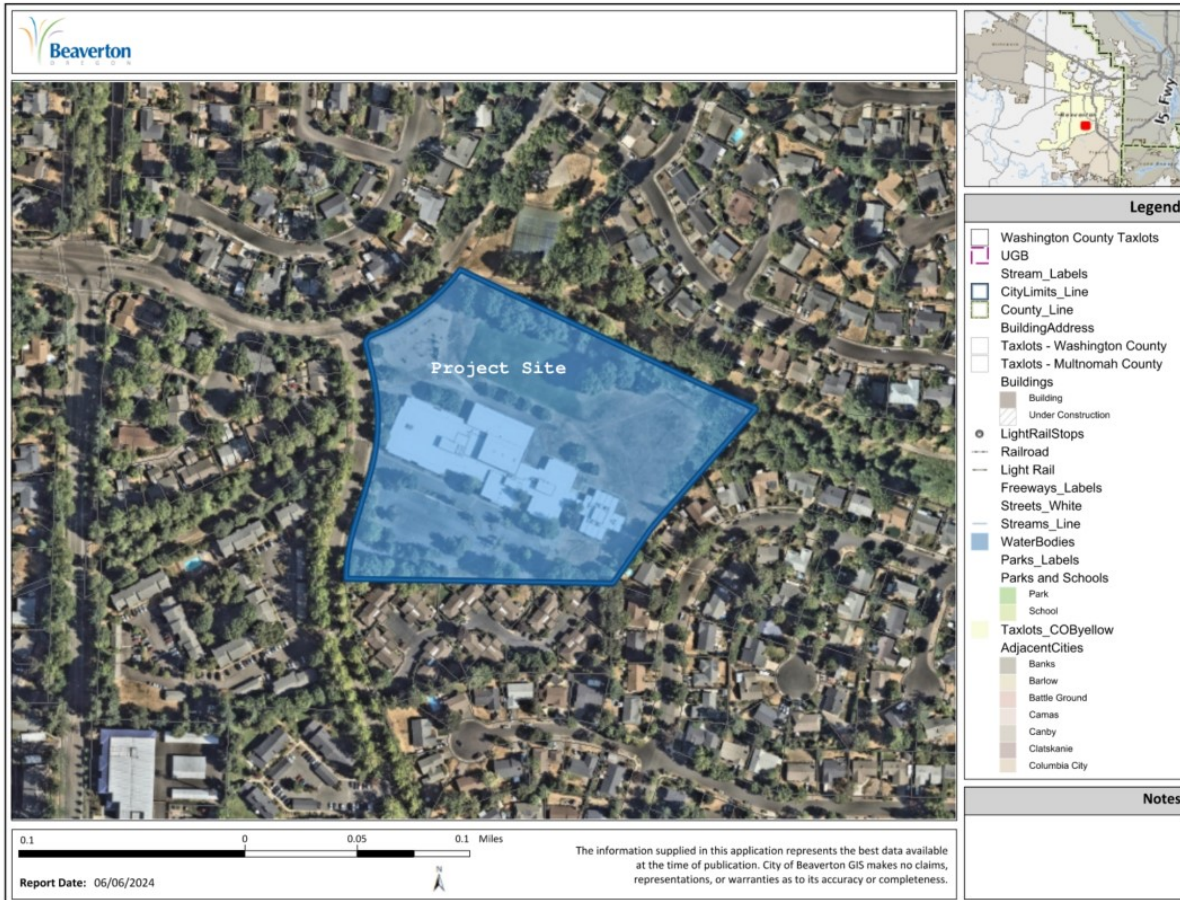 Beaverton
OREGON
Project Site
I5 Fwy
Beaverton
Legend
Washington County Taxlots
UGB
Stream_Labels
CityLimits_Line
County_Line
BuildingAddress
Taxlots - Washington County
Taxlots - Multnomah County
Buildings
Building
Under Construction
LightRailStops
Railroad
Light Rail
Freeways_Labels
Streets_White
Streams_Line
WaterBodies
Parks_Labels
Parks and Schools
Park
School
Taxlots_COByellow
AdjacentCities
Banks
Barlow
Battle Ground
Camas
Canby
Clatskanie
Columbia City
Notes
0.1 0 0.05 0.1 Miles
Report Date: 06/06/2024
N
The information supplied in this application represents the best data available
at the time of publication. City of Beaverton GIS makes no claims,
representations, or warranties as to its accuracy or completeness.